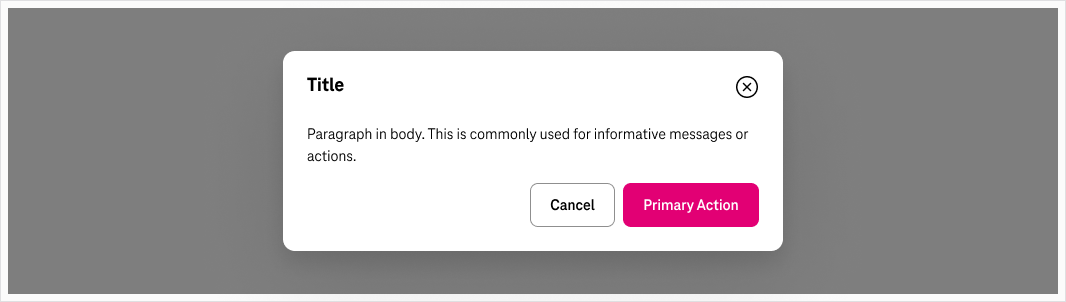 Title
Paragraph in body. This is commonly used for informative messages or
actions.
Cancel
Primary Action